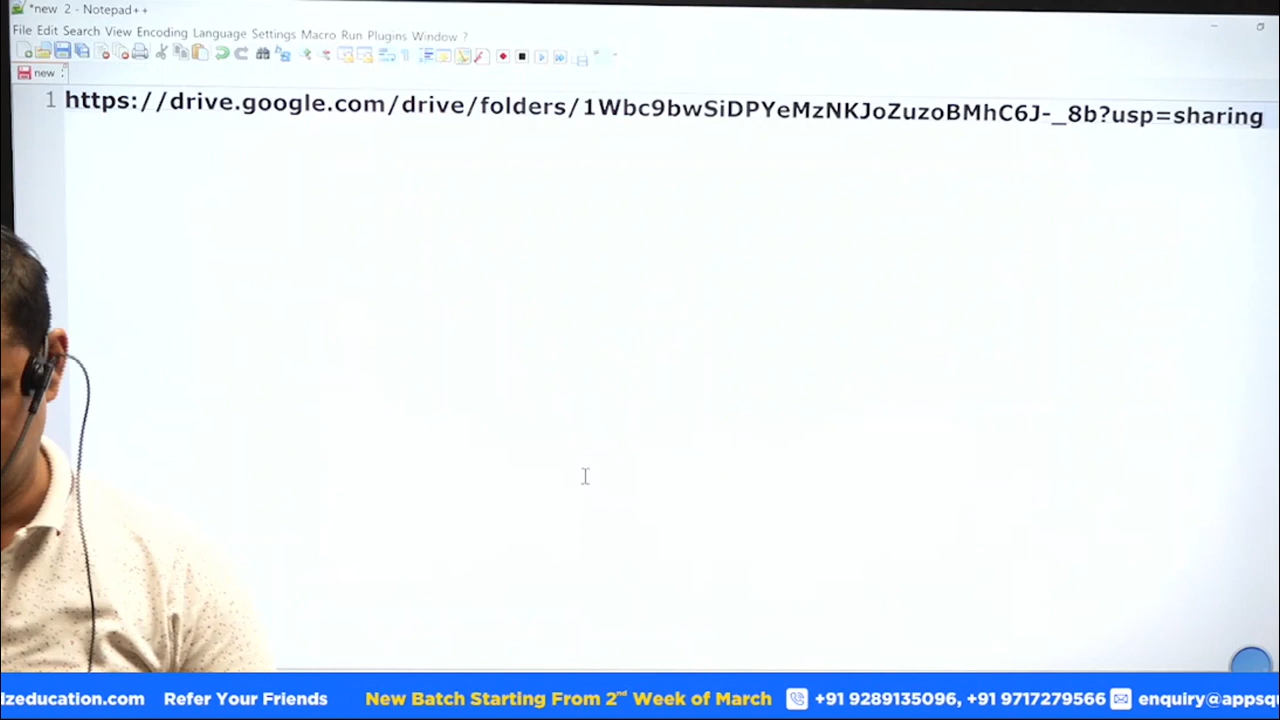 *new 2 - Notepad++
File Edit Search View Encoding Language Settings Macro Run Plugins Window ?
new
1 https://drive.google.com/drive/folders/1Wbc9bwSiDPYeMzNKJoZuzoBMhC6J-_8b?usp=sharing
lzeducation.com Refer Your Friends New Batch Starting From 2nd Week of March +91 9289135096, +91 9717279566 enquiry@appsq